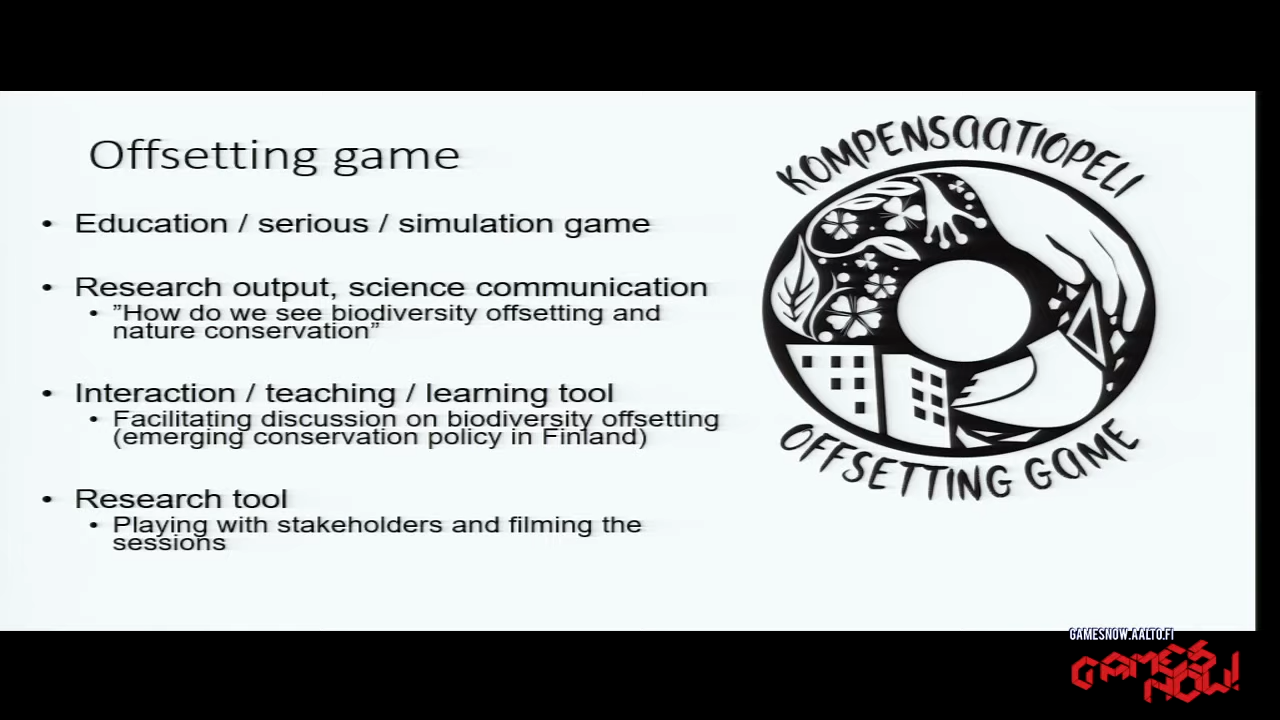 Offsetting game
• Education / serious / simulation game
• Research output, science communication
• ”How do we see biodiversity offsetting and
nature conservation”
• Interaction / teaching / learning tool
• Facilitating discussion on biodiversity offsetting
(emerging conservation policy in Finland)
• Research tool
• Playing with stakeholders and filming the
sessions
KOMPENSAATIOPELI
OFFSETTING GAME
GAMESNOW.AALTO.FI
GAMES
NOW!